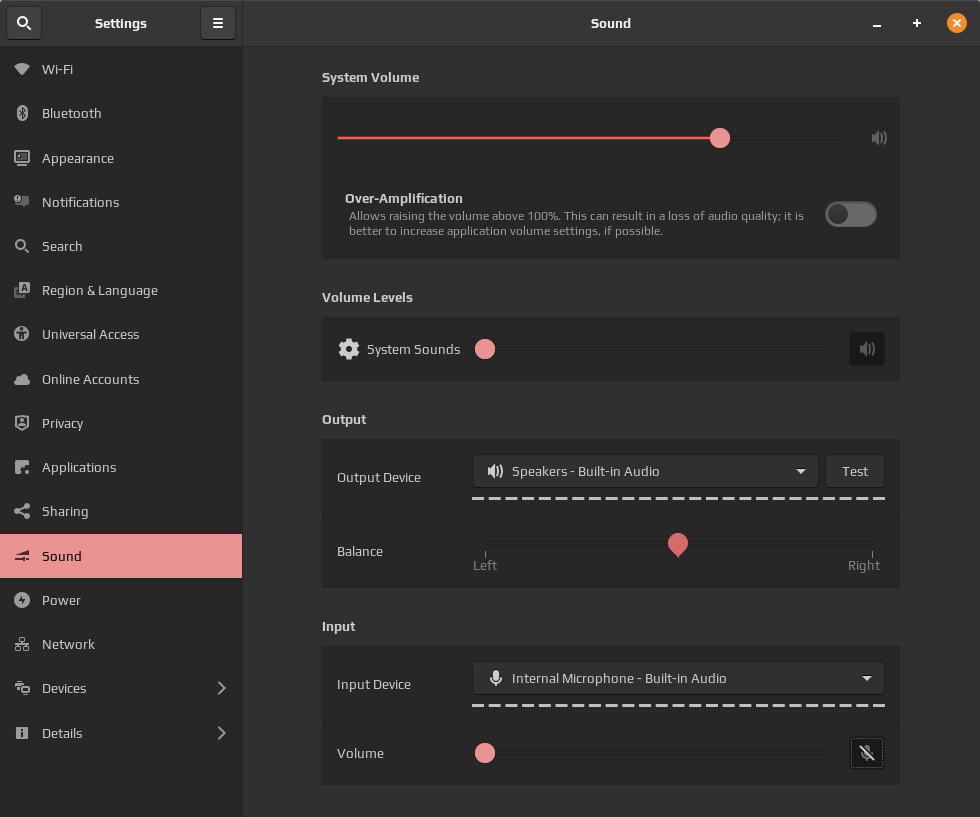 Settings
Sound
Wi-Fi
Bluetooth
Appearance
Notifications
Search
Region & Language
Universal Access
Online Accounts
Privacy
Applications
Sharing
Sound
Power
Network
Devices
Details
System Volume
Over-Amplification
Allows raising the volume above 100%. This can result in a loss of audio quality; it is
better to increase application volume settings, if possible.
Volume Levels
System Sounds
Output
Output Device
Speakers - Built-in Audio
Test
Balance
Left
Right
Input
Input Device
Internal Microphone - Built-in Audio
Volume